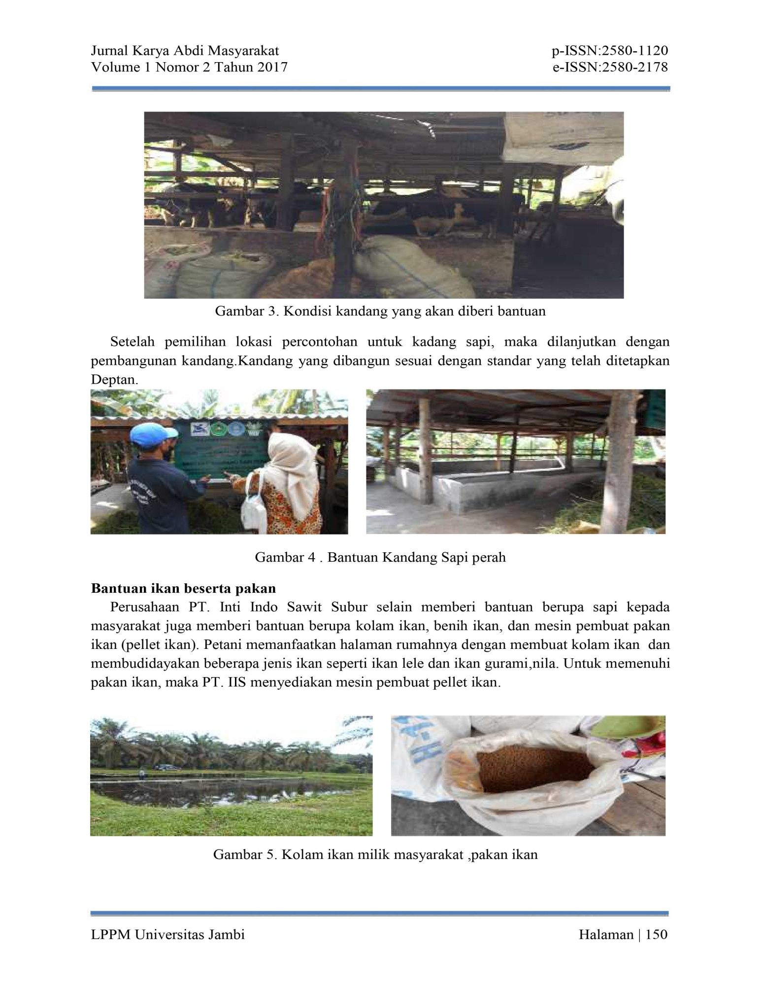 Jurnal Karya Abdi Masyarakat
p-ISSN:2580-1120
Volume 1 Nomor 2 Tahun 2017
e-ISSN:2580-2178
Gambar 3. Kondisi kandang yang akan diberi bantuan
Setelah pemilihan lokasi percontohan untuk kadang sapi, maka dilanjutkan dengan
pembangunan kandang.Kandang yang dibangun sesuai dengan standar yang telah ditetapkan
Deptan.
Gambar 4 . Bantuan Kandang Sapi perah
Bantuan ikan beserta pakan
Perusahaan PT. Inti Indo Sawit Subur selain memberi bantuan berupa sapi kepada
masyarakat juga memberi bantuan berupa kolam ikan, benih ikan, dan mesin pembuat pakan
ikan (pellet ikan). Petani memanfaatkan halaman rumahnya dengan membuat kolam ikan dan
membudidayakan beberapa jenis ikan seperti ikan lele dan ikan gurami,nila. Untuk memenuhi
pakan ikan, maka PT. IIS menyediakan mesin pembuat pellet ikan.
Gambar 5. Kolam ikan milik masyarakat ,pakan ikan
LPPM Universitas Jambi
Halaman | 150